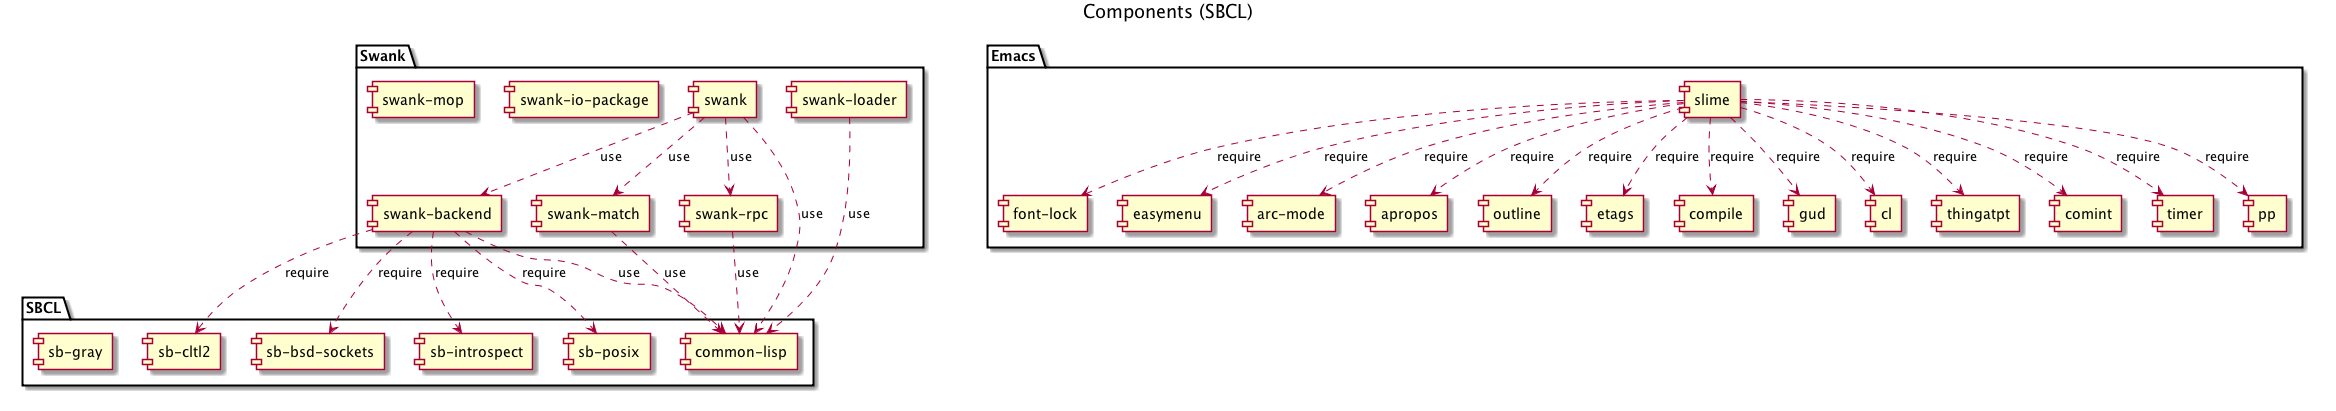 Components (SBCL)
Swank
swank-mop
swank-io-package
swank
swank-loader
use
use
use
use
use
swank-backend
swank-match
swank-rpc
require
require
require
require
use
use
use
SBCL
sb-gray
sb-cltl2
sb-bsd-sockets
sb-introspect
sb-posix
common-lisp
Emacs
slime
require
require
require
require
require
require
require
require
require
require
require
require
require
font-lock
easymenu
arc-mode
apropos
outline
etags
compile
gud
cl
thingatpt
comint
timer
pp